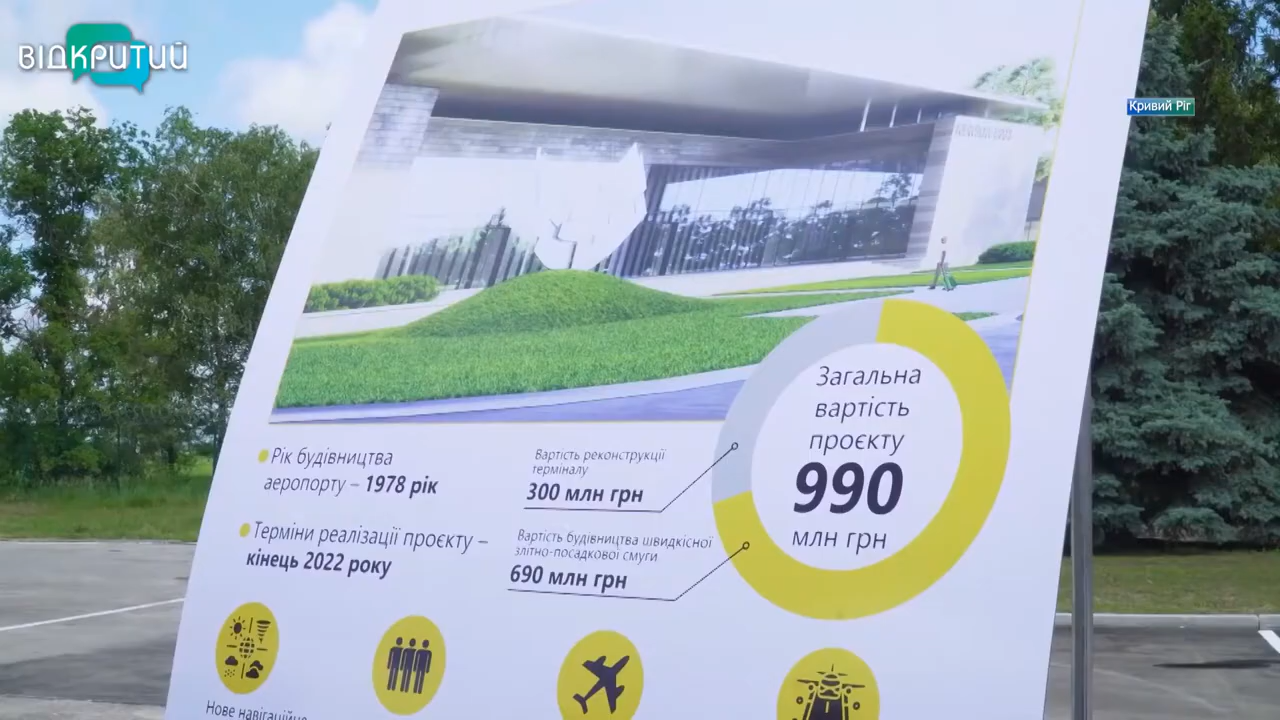 ВІДКРИТИЙ
Кривий Ріг
Загальна
вартість
проєкту
990
млн грн
Рік будівництва
аеропорту – 1978 рік
Терміни реалізації проєкту –
кінець 2022 року
Вартість реконструкції
терміналу
300 млн грн
Вартість будівництва швидкісної
злітно-посадкової смуги
690 млн грн
Нове навігаційне